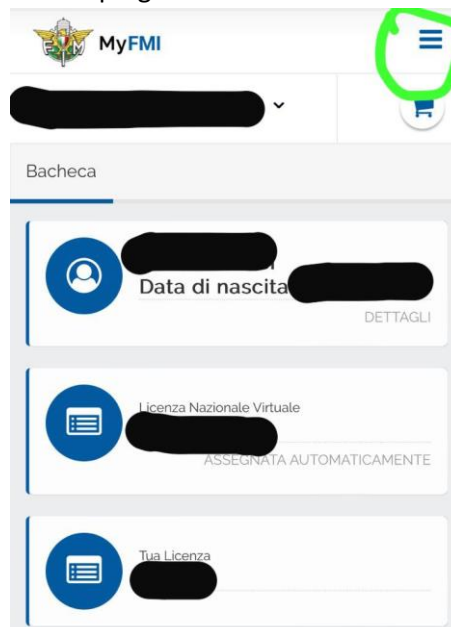 MyFMI
Bacheca
Data di nascita
DETTAGLI
Licenza Nazionale Virtuale
ASSEGNATA AUTOMATICAMENTE
Tua Licenza